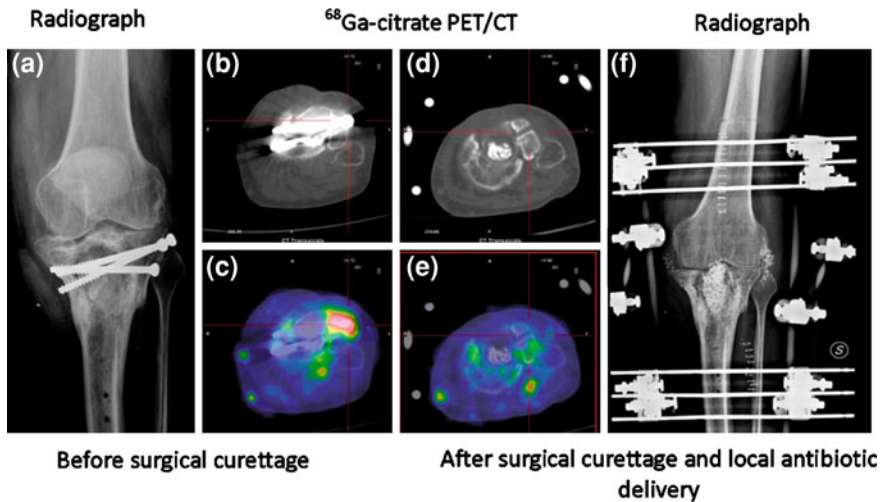 Radiograph
⁶⁸Ga-citrate PET/CT
Radiograph
(a)
(b)
(d)
(f)
CT Transaxials
CT Transaxials
(c)
(e)
S
Before surgical curettage
After surgical curettage and local antibiotic
delivery